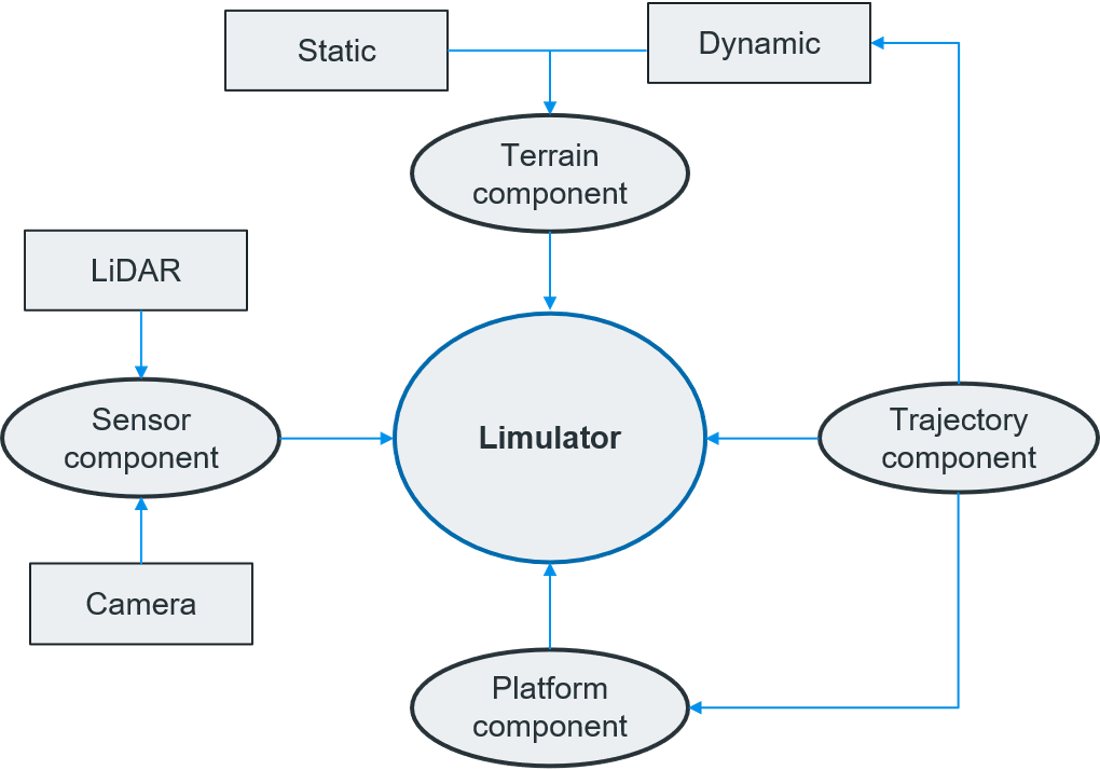 Static
Dynamic
Terrain
component
LiDAR
Sensor
component
Limulator
Trajectory
component
Camera
Platform
component